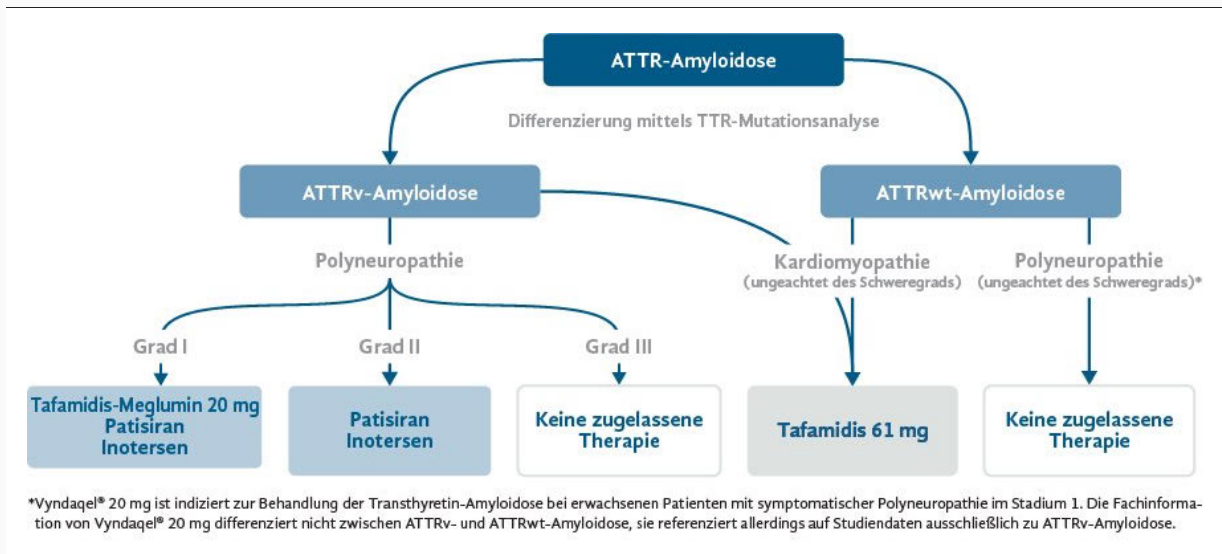 ATTR-Amyloidose
Differenzierung mittels TTR-Mutationsanalyse
ATTRv-Amyloidose
ATTRwt-Amyloidose
Polyneuropathie
Kardiomyopathie
(ungeachtet des Schweregrads)
Polyneuropathie
(ungeachtet des Schweregrads)*
Grad I
Grad II
Grad III
Tafamidis-Meglumin 20 mg
Patisiran
Inotersen
Patisiran
Inotersen
Keine zugelassene
Therapie
Tafamidis 61 mg
Keine zugelassene
Therapie
*Vyndaqel® 20 mg ist indiziert zur Behandlung der Transthyretin-Amyloidose bei erwachsenen Patienten mit symptomatischer Polyneuropathie im Stadium 1. Die Fachinforma-
tion von Vyndaqel® 20 mg differenziert nicht zwischen ATTRv- und ATTRwt-Amyloidose, sie referenziert allerdings auf Studiendaten ausschließlich zu ATTRv-Amyloidose.